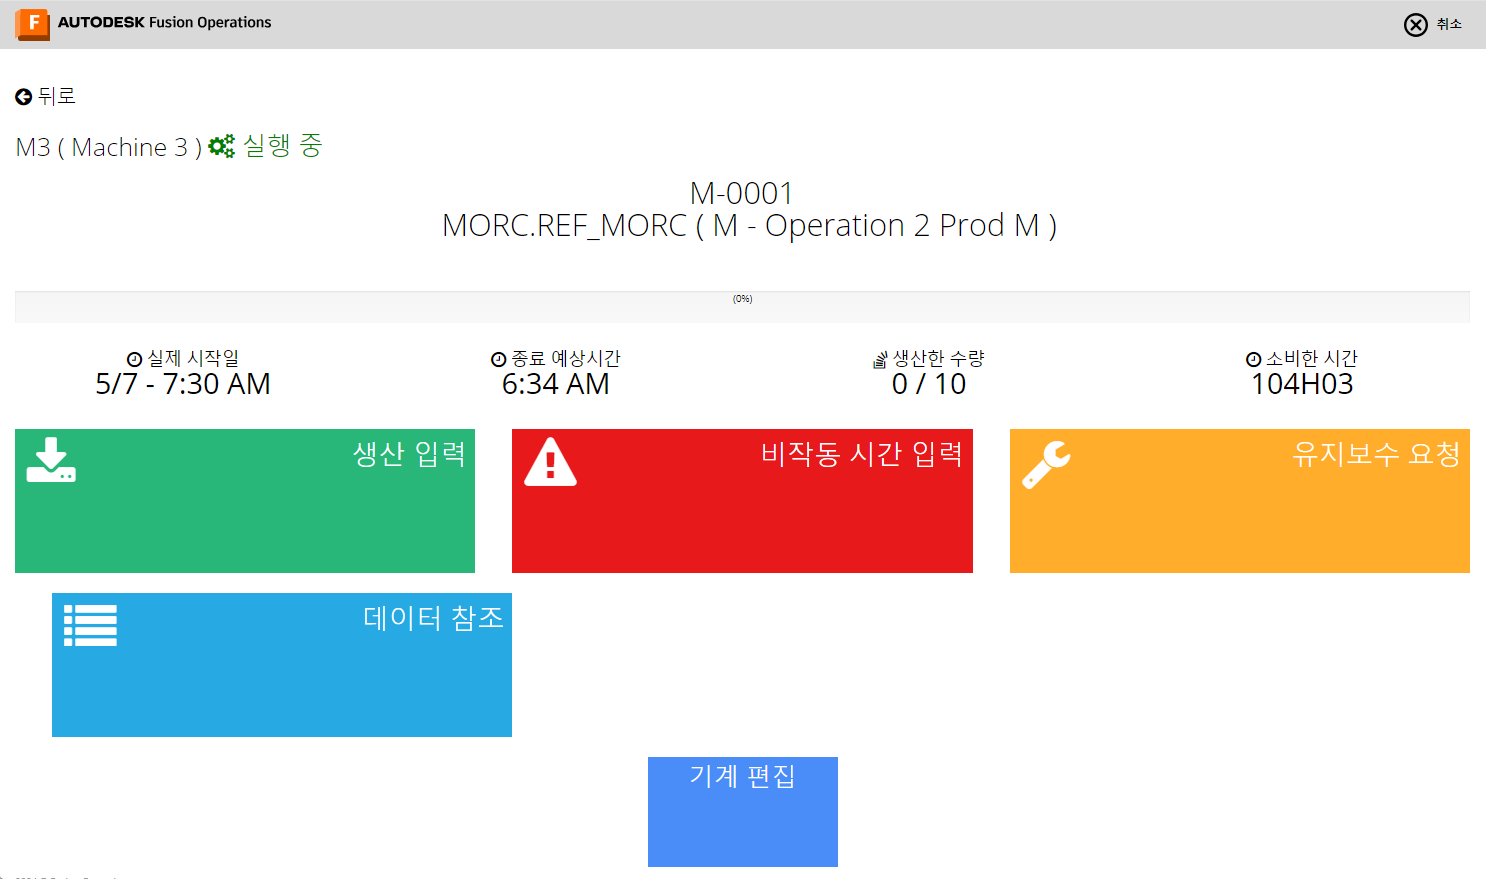 F AUTODESK Fusion Operations
취소
뒤로
M3 ( Machine 3 ) 실행 중
M-0001
MORC.REF_MORC ( M - Operation 2 Prod M )
(0%)
실제 시작일
5/7 - 7:30 AM
종료 예상시간
6:34 AM
생산한 수량
0 / 10
소비한 시간
104H03
생산 입력
비작동 시간 입력
유지보수 요청
데이터 참조
기계 편집